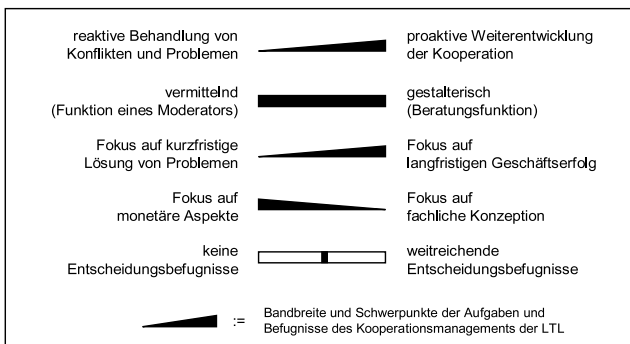 reaktive Behandlung von
Konflikten und Problemen
proaktive Weiterentwicklung
der Kooperation
vermittelnd
(Funktion eines Moderators)
gestalterisch
(Beratungsfunktion)
Fokus auf kurzfristige
Lösung von Problemen
Fokus auf
langfristigen Geschäftserfolg
Fokus auf
monetäre Aspekte
Fokus auf
fachliche Konzeption
keine
Entscheidungsbefugnisse
weitreichende
Entscheidungsbefugnisse
:=
Bandbreite und Schwerpunkte der Aufgaben und
Befugnisse des Kooperationsmanagements der LTL